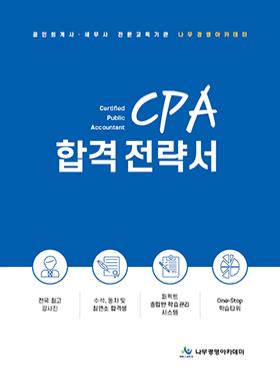 공인회계사·세무사 전문교육기관 나무경영아카데미
Certified
Public
Accountant
CPA
합격 전략서
전국 최고
강사진
수석, 동차 및
최연소 합격생
퍼펙트
종합반 학습관리
시스템
One-Stop
학습타워
나무경영아카데미